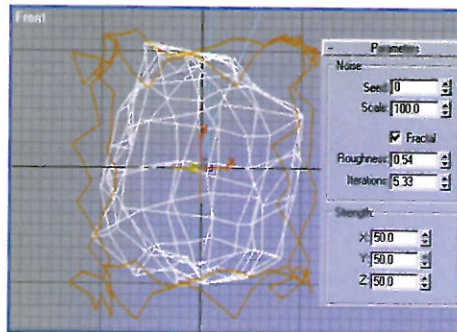 Front
- Parameters
Noise:
Seed: 0
Scale: 100.0
Fractal
Roughness: 0.54
Iterations: 5.33
Strength:
X: 50.0
Y: 50.0
Z: 50.0